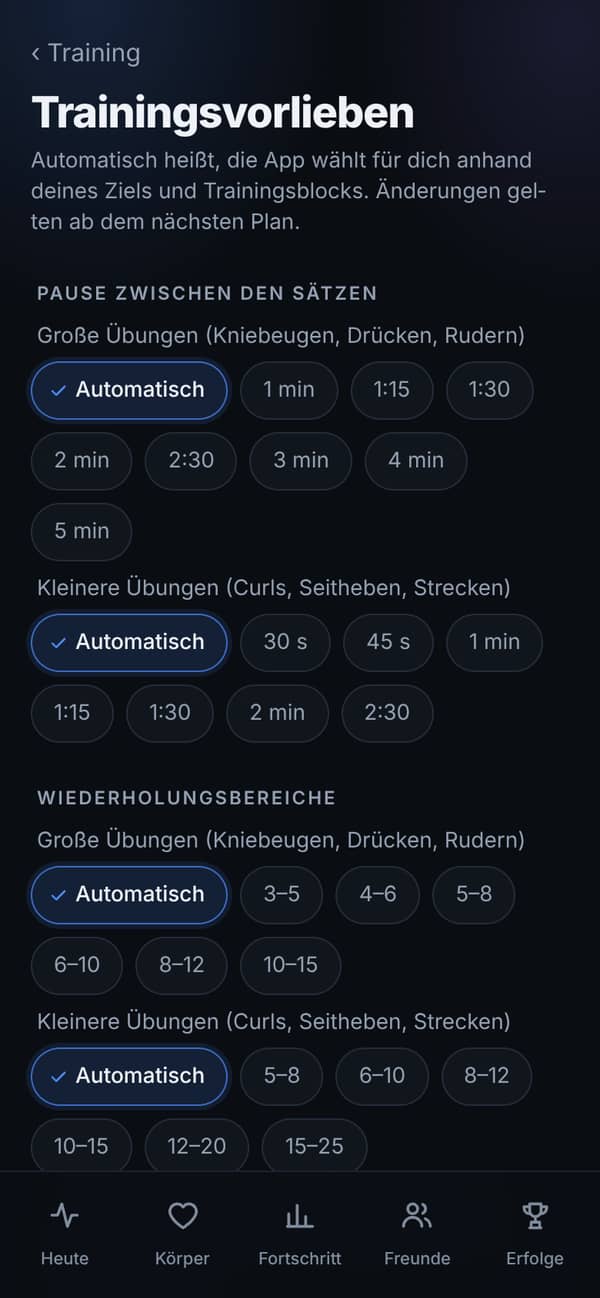 ‹ Training
Trainingsvorlieben
Automatisch heißt, die App wählt für dich anhand
deines Ziels und Trainingsblocks. Änderungen gel-
ten ab dem nächsten Plan.
PAUSE ZWISCHEN DEN SÄTZEN
Große Übungen (Kniebeugen, Drücken, Rudern)
✓ Automatisch 1 min 1:15 1:30
2 min 2:30 3 min 4 min
5 min
Kleinere Übungen (Curls, Seitheben, Strecken)
✓ Automatisch 30 s 45 s 1 min
1:15 1:30 2 min 2:30
WIEDERHOLUNGSBEREICHE
Große Übungen (Kniebeugen, Drücken, Rudern)
✓ Automatisch 3–5 4–6 5–8
6–10 8–12 10–15
Kleinere Übungen (Curls, Seitheben, Strecken)
✓ Automatisch 5–8 6–10 8–12
10–15 12–20 15–25
Heute Körper Fortschritt Freunde Erfolge